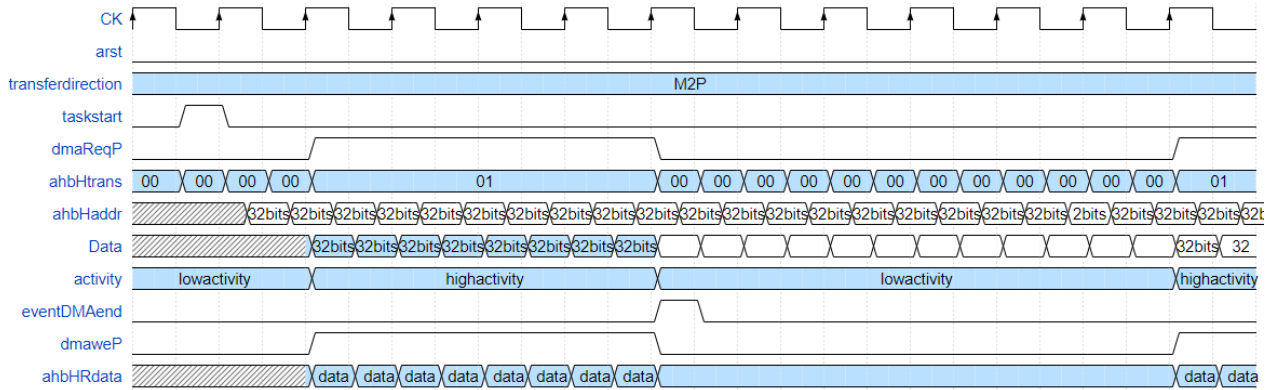 CK
arst
transferdirection M2P
taskstart
dmaReqP
ahbHtrans 00 00 00 00 01 00 00 00 00 00 00 00 00 00 00 00 00 01
ahbHaddr 32bits 32bits 32bits 32bits 32bits 32bits 32bits 32bits 32bits 32bits 32bits 32bits 32bits 32bits 32bits 32bits 32bits 32bits 32bits 2bits 32bits 32bits 32bits 32b
Data 32bits 32bits 32bits 32bits 32bits 32bits 32bits 32bits 32bits 32
activity lowactivity highactivity lowactivity highactivity
eventDMAend
dmaweP
ahbHRdata data data data data data data data data data data